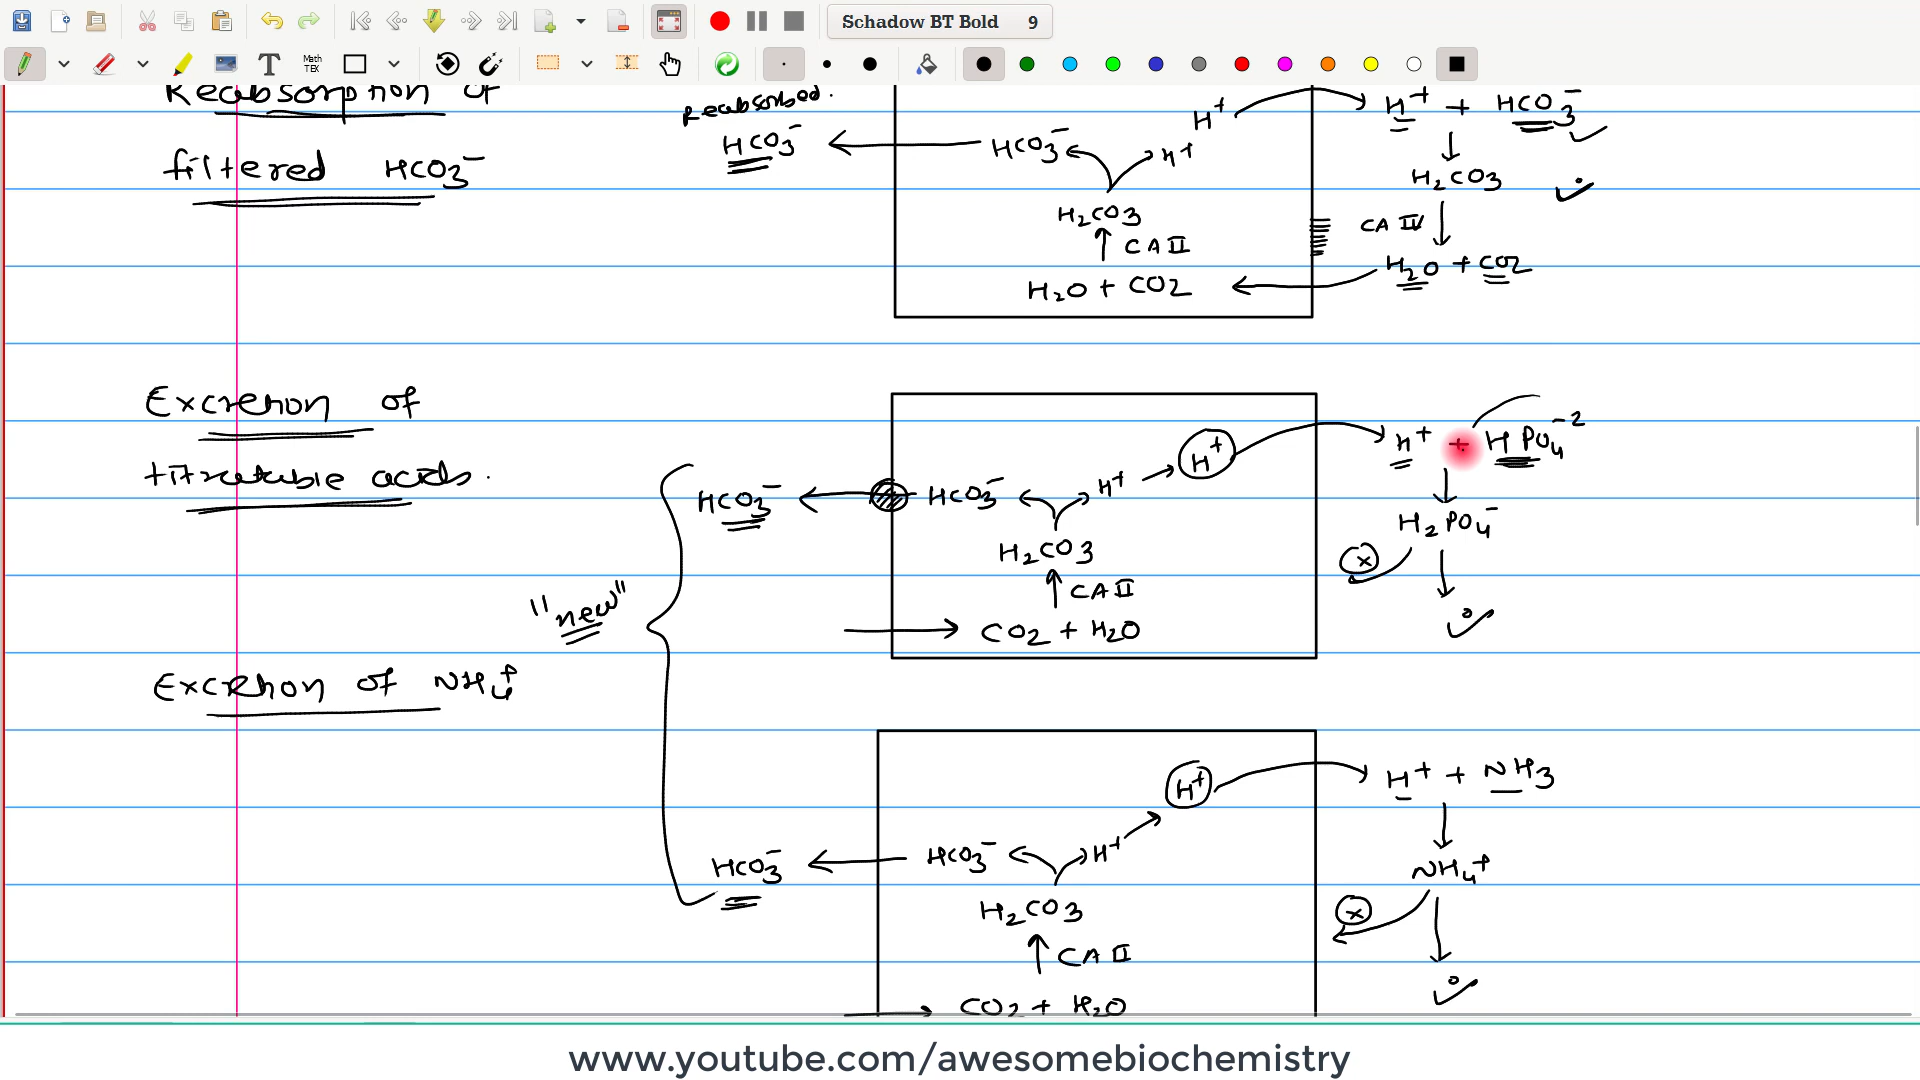 Schadow BT Bold 9
Math
TEX
Reabsorption of
filtered HCO3⁻
Reabsorbed.
HCO3⁻ HCO3⁻ H⁺ H⁺ H⁺ + HCO3⁻
H2CO3 H2CO3
CA II CA IV
H2O + CO2 H2O + CO2
Excretion of
titratable acids.
HCO3⁻ HCO3⁻ H⁺ H⁺ H⁺ + HPO4⁻²
H2CO3 H2PO4⁻
CA II x
CO2 + H2O
"new"
Excretion of NH4⁺
HCO3⁻ HCO3⁻ H⁺ H⁺ H⁺ + NH3
H2CO3 NH4⁺
CA II x
CO2 + H2O
www.youtube.com/awesomebiochemistry